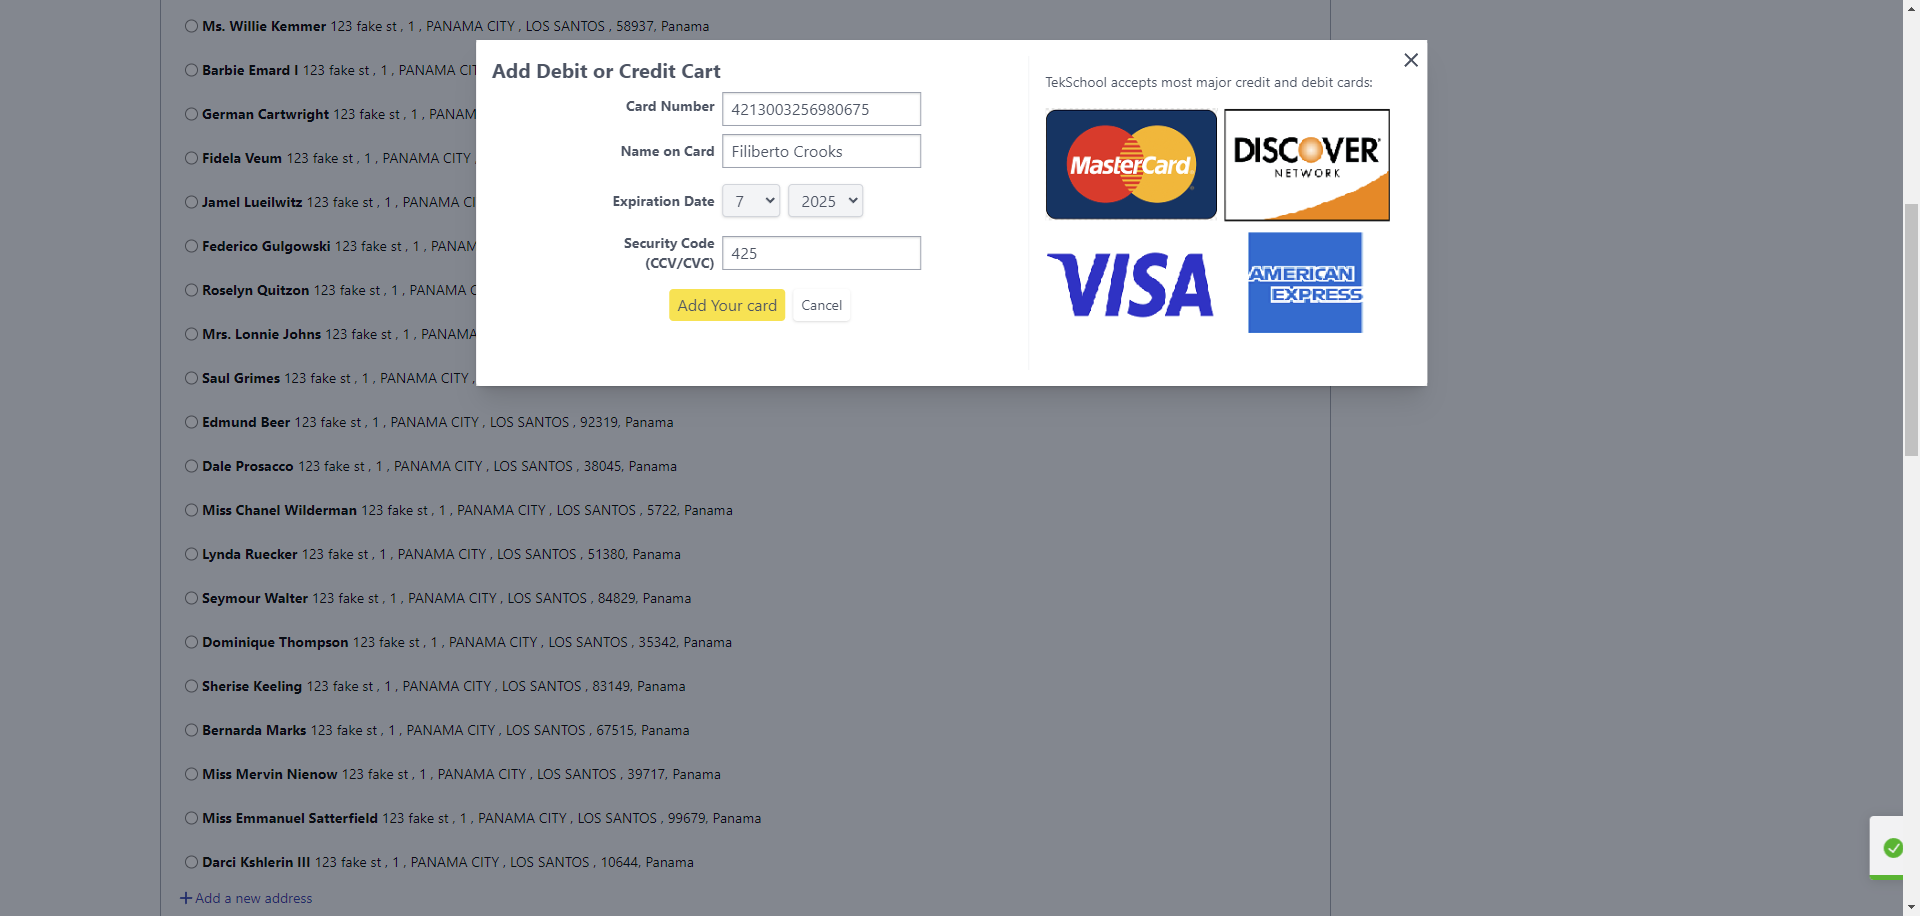 Ms. Willie Kemmer 123 fake st , 1 , PANAMA CITY , LOS SANTOS , 58937, Panama
Barbie Emard I 123 fake st , 1 , PANAMA CIT
German Cartwright 123 fake st , 1 , PANAM
Fidela Veum 123 fake st , 1 , PANAMA CITY ,
Jamel Lueilwitz 123 fake st , 1 , PANAMA CI
Federico Gulgowski 123 fake st , 1 , PANAM
Roselyn Quitzon 123 fake st , 1 , PANAMA C
Mrs. Lonnie Johns 123 fake st , 1 , PANAMA
Saul Grimes 123 fake st , 1 , PANAMA CITY ,
Edmund Beer 123 fake st , 1 , PANAMA CITY , LOS SANTOS , 92319, Panama
Dale Prosacco 123 fake st , 1 , PANAMA CITY , LOS SANTOS , 38045, Panama
Miss Chanel Wilderman 123 fake st , 1 , PANAMA CITY , LOS SANTOS , 5722, Panama
Lynda Ruecker 123 fake st , 1 , PANAMA CITY , LOS SANTOS , 51380, Panama
Seymour Walter 123 fake st , 1 , PANAMA CITY , LOS SANTOS , 84829, Panama
Dominique Thompson 123 fake st , 1 , PANAMA CITY , LOS SANTOS , 35342, Panama
Sherise Keeling 123 fake st , 1 , PANAMA CITY , LOS SANTOS , 83149, Panama
Bernarda Marks 123 fake st , 1 , PANAMA CITY , LOS SANTOS , 67515, Panama
Miss Mervin Nienow 123 fake st , 1 , PANAMA CITY , LOS SANTOS , 39717, Panama
Miss Emmanuel Satterfield 123 fake st , 1 , PANAMA CITY , LOS SANTOS , 99679, Panama
Darci Kshlerin III 123 fake st , 1 , PANAMA CITY , LOS SANTOS , 10644, Panama
Add a new address
Add Debit or Credit Cart
Card Number 4213003256980675
Name on Card Filiberto Crooks
Expiration Date 7 2025
Security Code
(CCV/CVC) 425
Add Your card Cancel
TekSchool accepts most major credit and debit cards:
MasterCard
DISCOVER
NETWORK
VISA
AMERICAN
EXPRESS